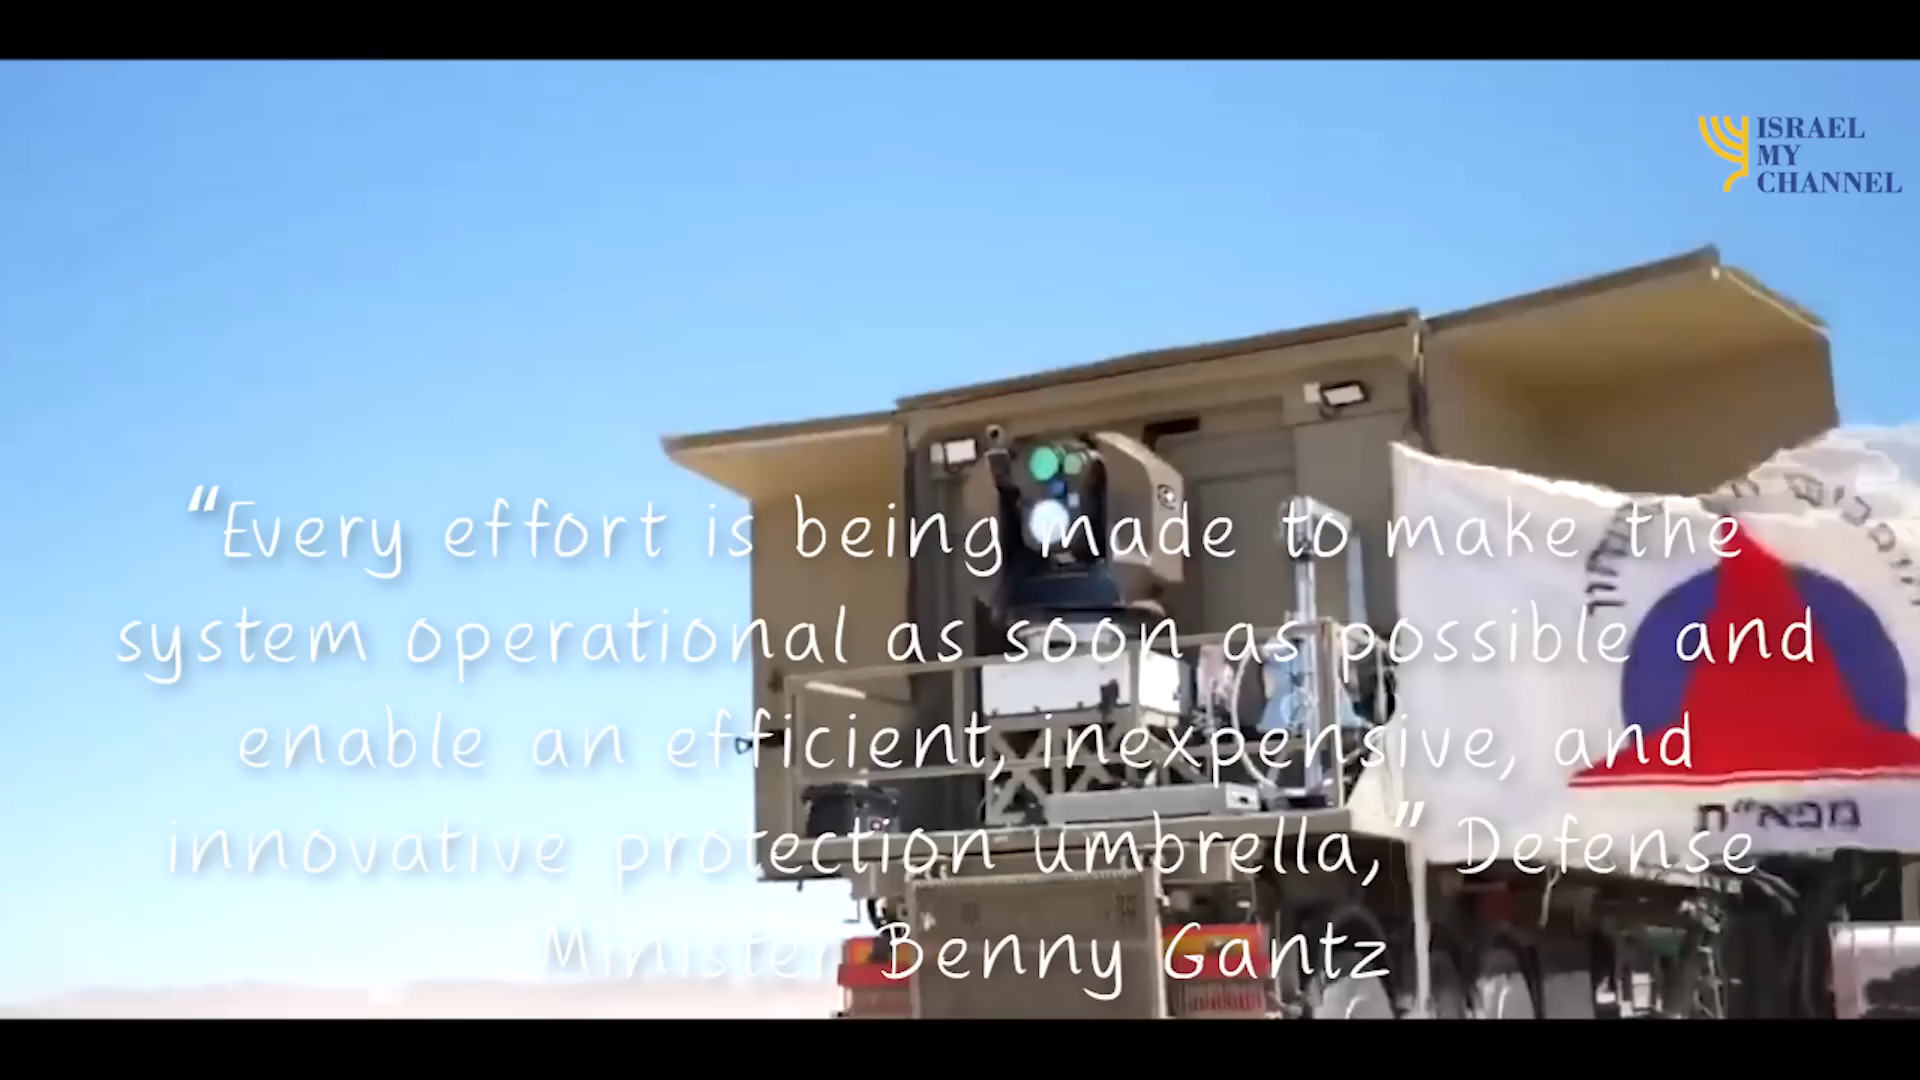 ISRAEL
MY
CHANNEL
“Every effort is being made to make the
system operational as soon as possible and
enable an efficient, inexpensive, and
innovative protection umbrella,” Defense
Minister Benny Gantz
מפא״ת